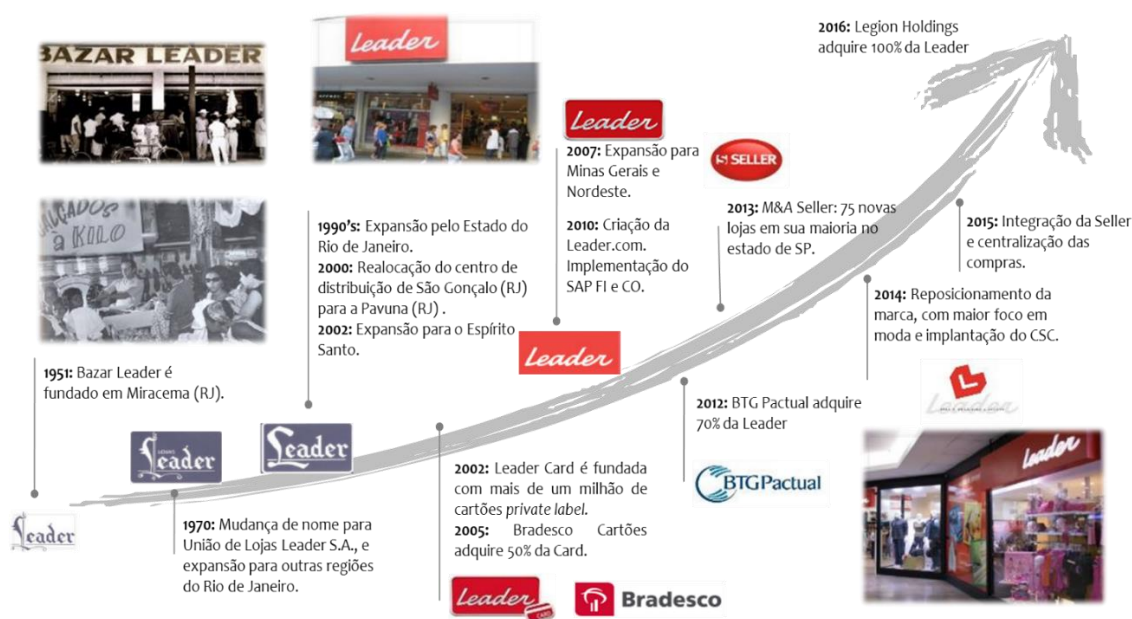 BAZAR LEADER
CALÇADOS
à KILO
1951: Bazar Leader é
fundado em Miracema (RJ).
Leader
Leader
1970: Mudança de nome para
União de Lojas Leader S.A., e
expansão para outras regiões
do Rio de Janeiro.
Leader
Leader
1990's: Expansão pelo Estado do
Rio de Janeiro.
2000: Realocação do centro de
distribuição de São Gonçalo (RJ)
para a Pavuna (RJ) .
2002: Expansão para o Espírito
Santo.
2002: Leader Card é fundada
com mais de um milhão de
cartões private label.
2005: Bradesco Cartões
adquire 50% da Card.
Leader
CARD
Bradesco
Leader
2007: Expansão para
Minas Gerais e
Nordeste.
2010: Criação da
Leader.com.
Implementação do
SAP FI e CO.
Leader
2012: BTG Pactual adquire
70% da Leader
BTGPactual
SELLER
2013: M&A Seller: 75 novas
lojas em sua maioria no
estado de SP.
2014: Reposicionamento da
marca, com maior foco em
moda e implantação do CSC.
Leader
Leader
2015: Integração da Seller
e centralização das
compras.
2016: Legion Holdings
adquire 100% da Leader